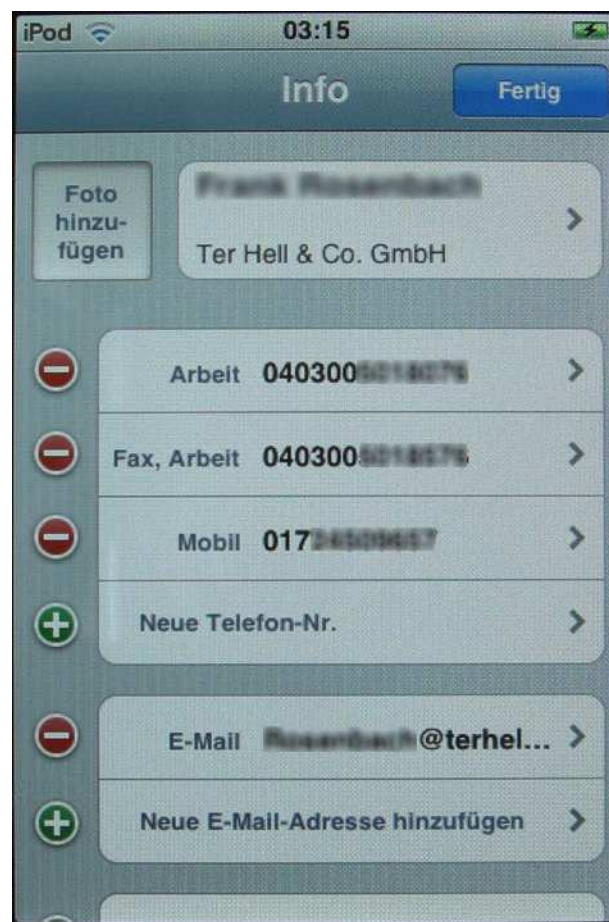 iPod 03:15
Info Fertig
Foto
hinzu-
fügen
Ter Hell & Co. GmbH
Arbeit 040300
Fax, Arbeit 040300
Mobil 017
Neue Telefon-Nr.
E-Mail @terhel...
Neue E-Mail-Adresse hinzufügen